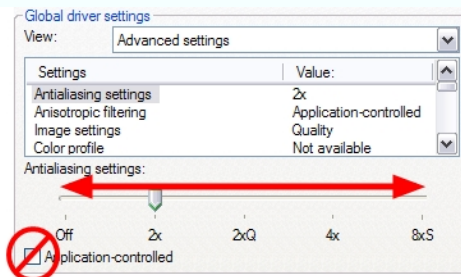 Global driver settings
View: Advanced settings
Settings Value:
Antialiasing settings 2x
Anisotropic filtering Application-controlled
Image settings Quality
Color profile Not available
Antialiasing settings:
Off 2x 2xQ 4x 8xS
Application-controlled